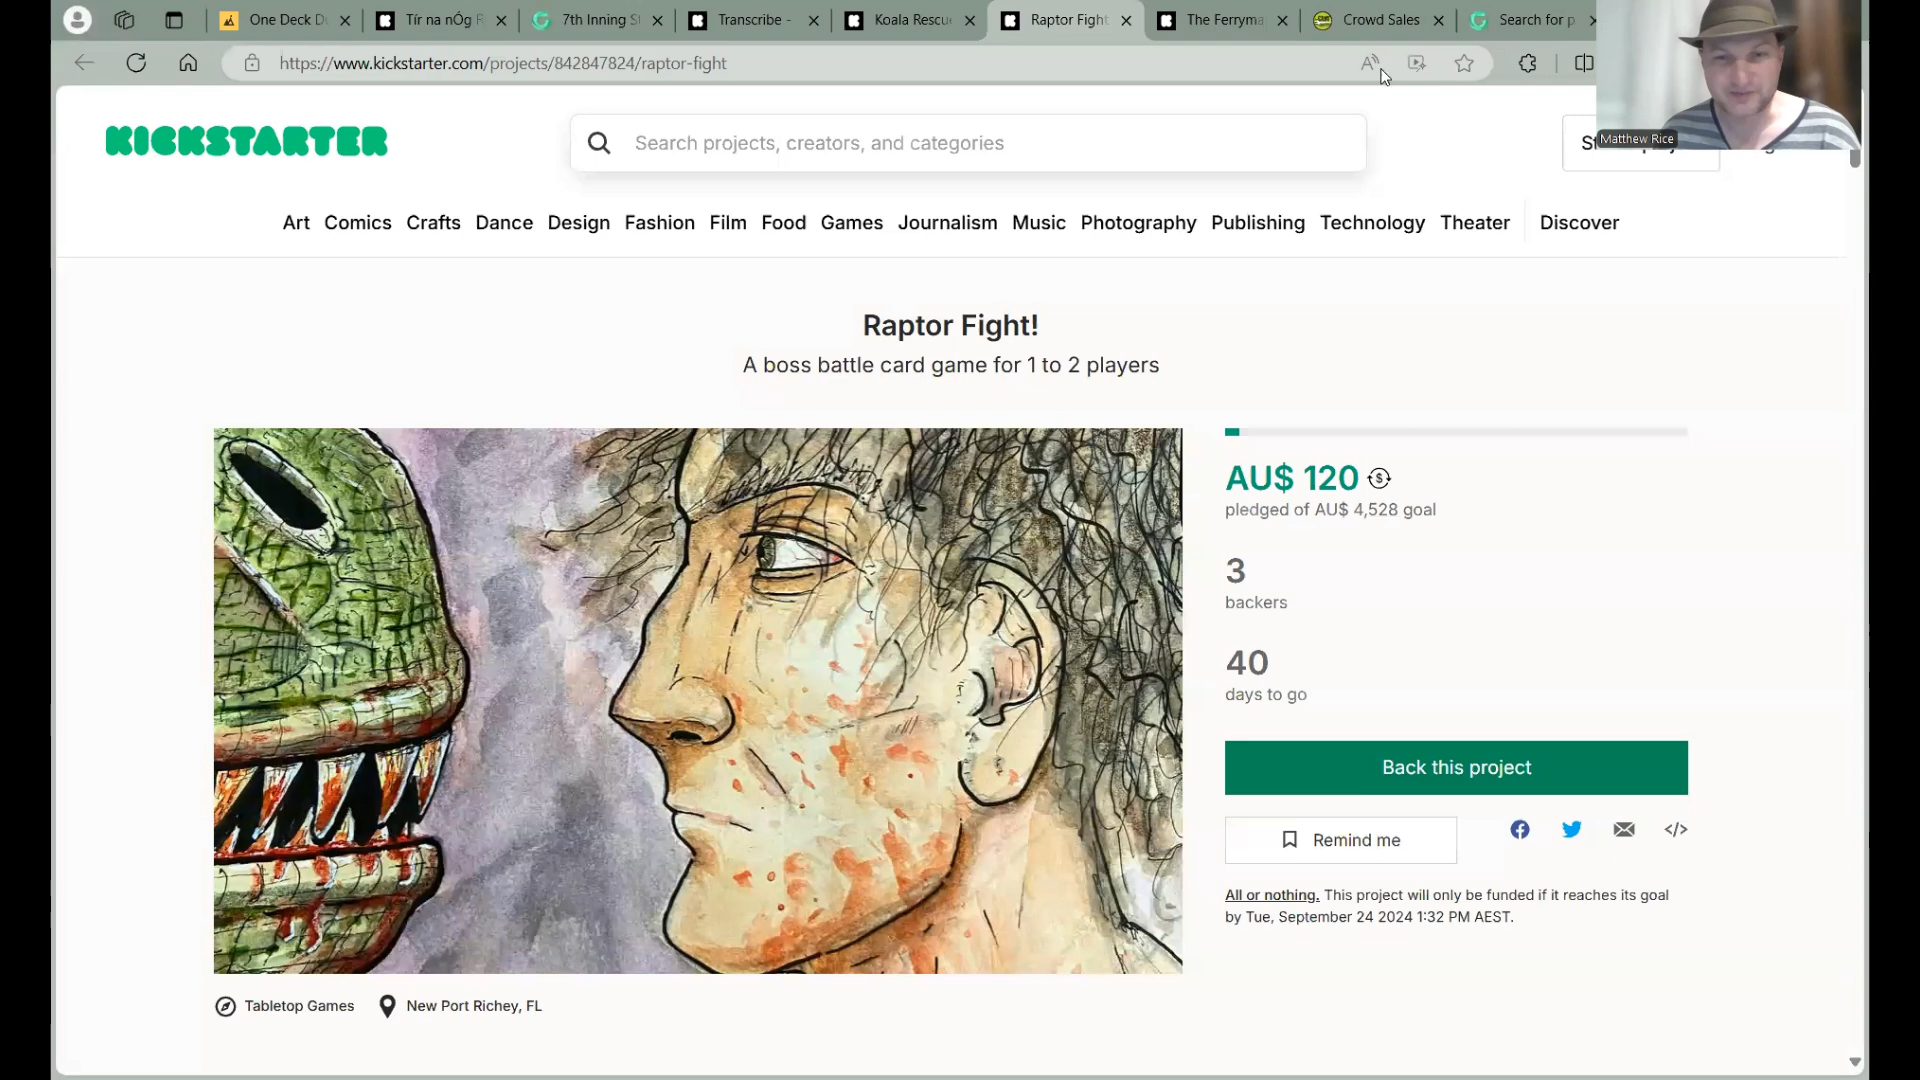 One Deck D
Tír na nÓg
7th Inning S
Transcribe -
Koala Rescu
Raptor Fight
The Ferryma
Crowd Sales
Search for p
https://www.kickstarter.com/projects/842847824/raptor-fight
Matthew Rice
KICKSTARTER
Search projects, creators, and categories
Art Comics Crafts Dance Design Fashion Film Food Games Journalism Music Photography Publishing Technology Theater Discover
Raptor Fight!
A boss battle card game for 1 to 2 players
AU$ 120
pledged of AU$ 4,528 goal
3
backers
40
days to go
Back this project
Remind me
All or nothing. This project will only be funded if it reaches its goal
by Tue, September 24 2024 1:32 PM AEST.
Tabletop Games
New Port Richey, FL